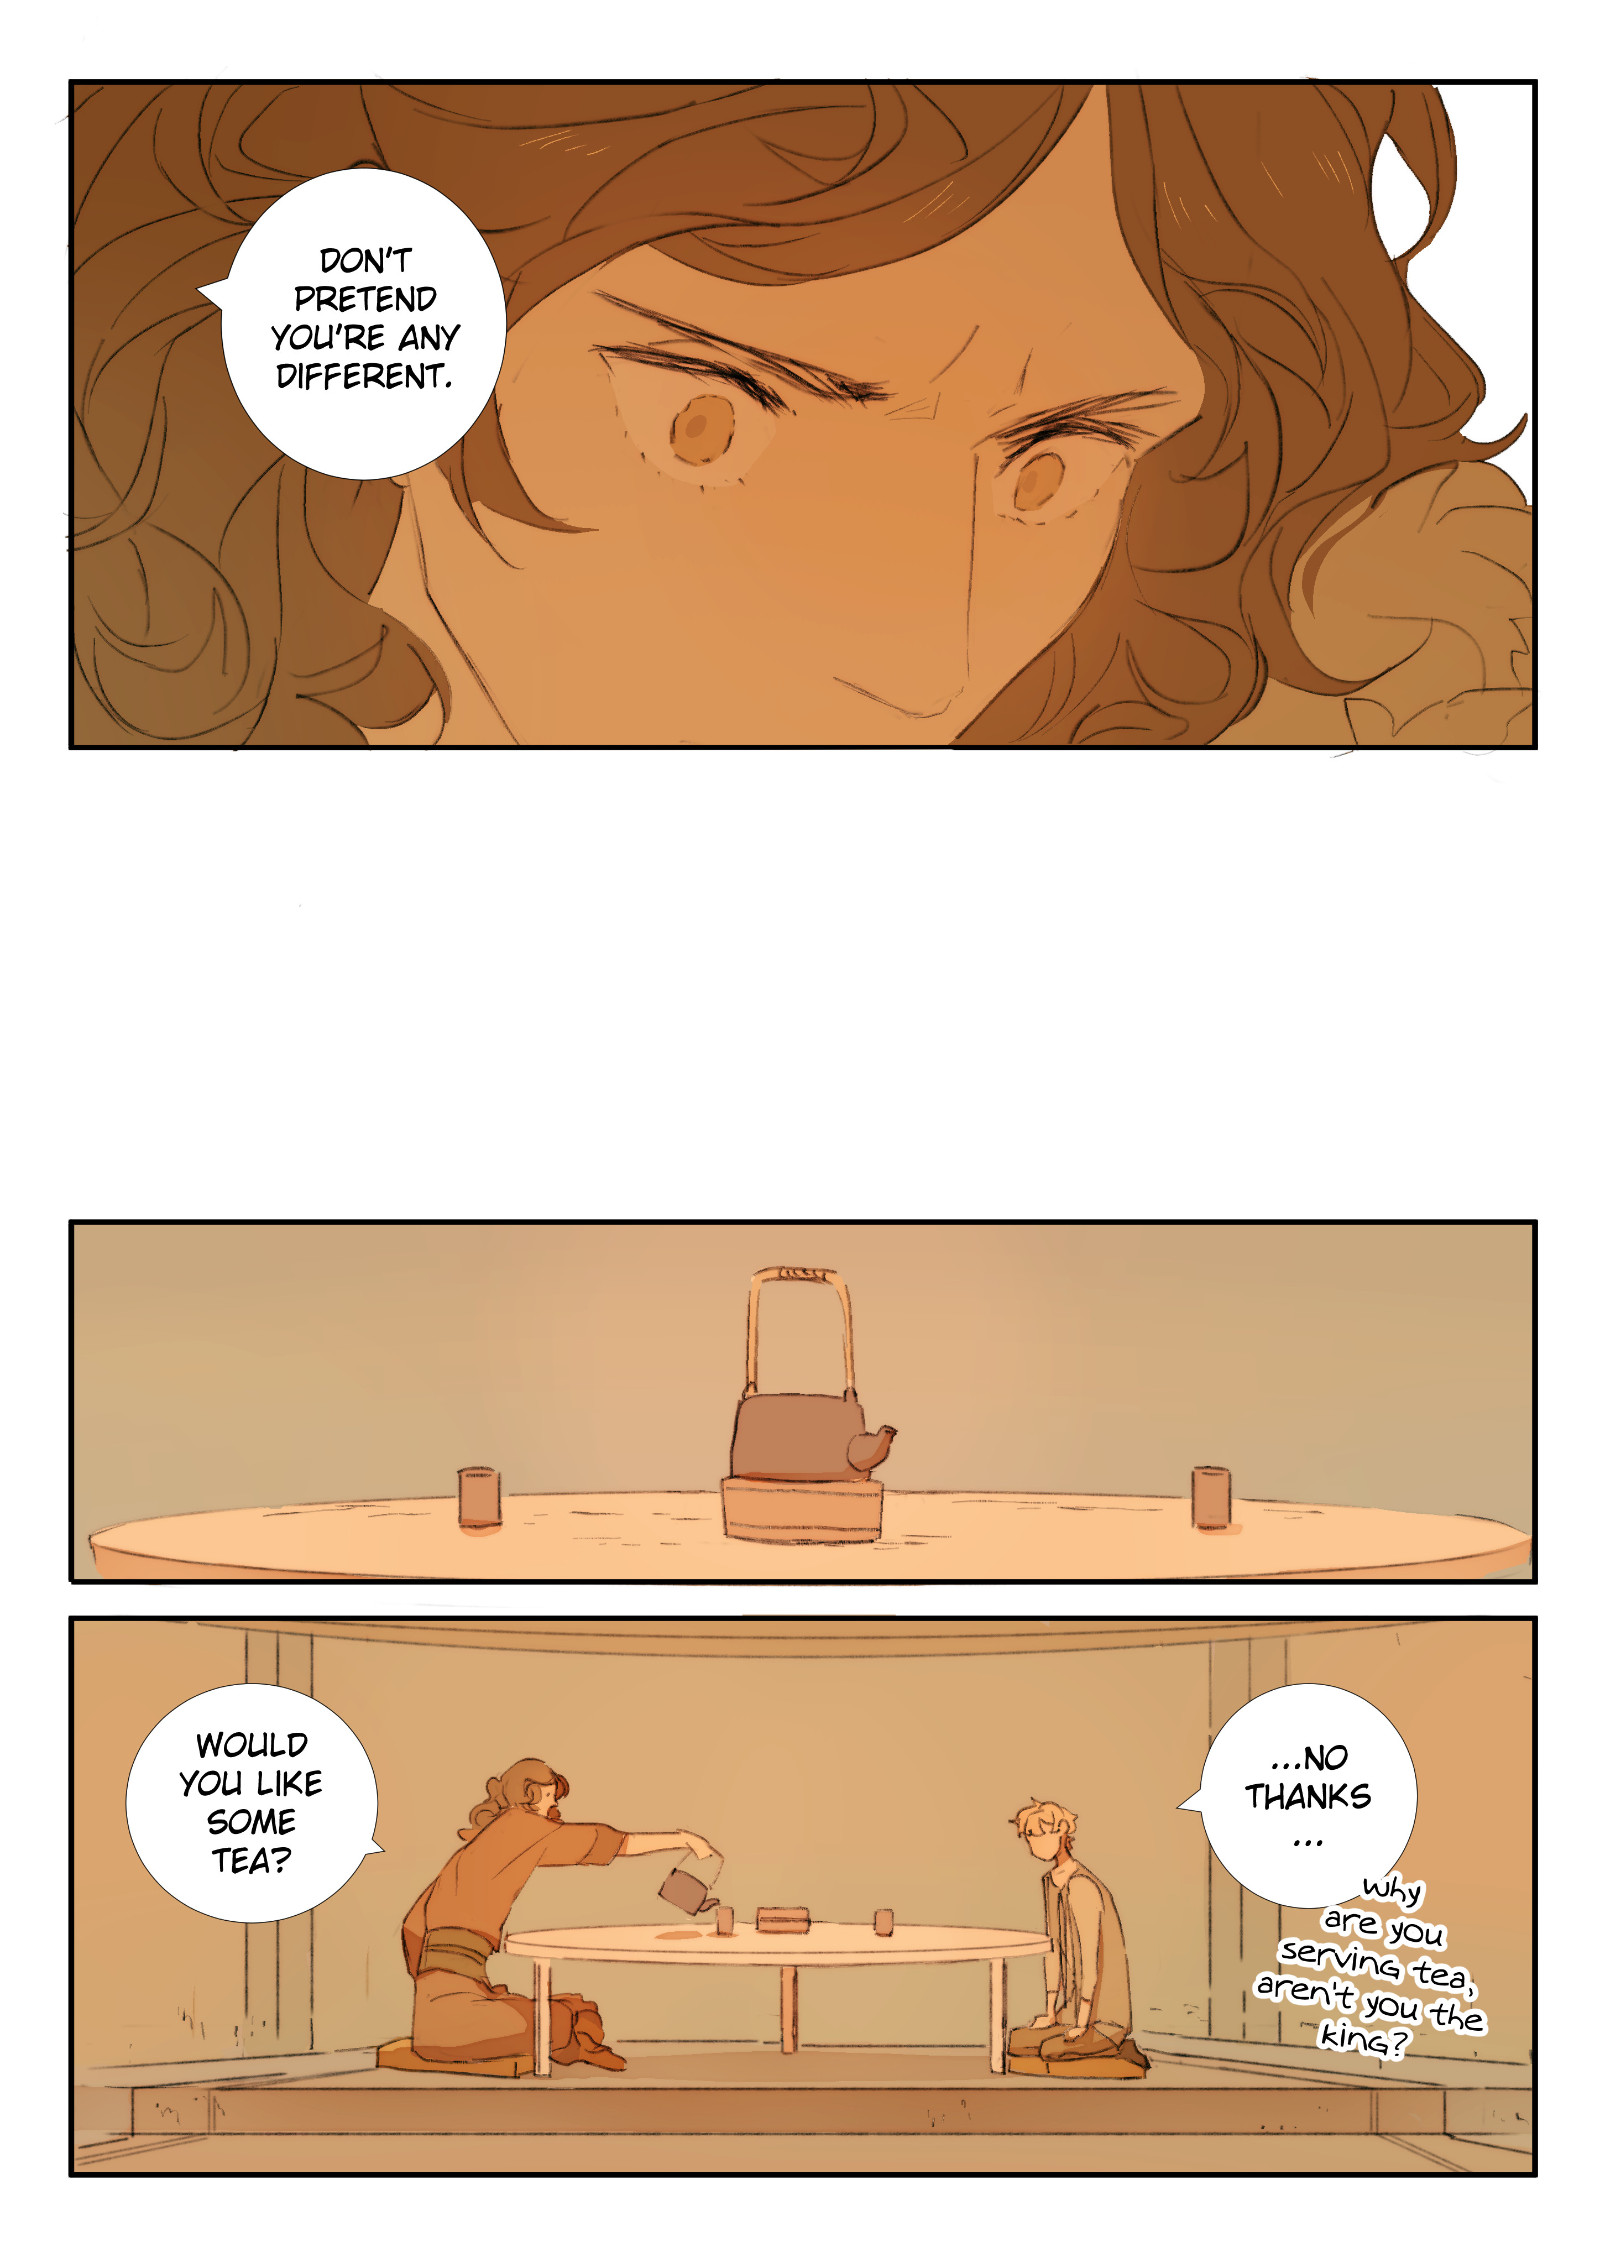 DON'T
PRETEND
YOU'RE ANY
DIFFERENT.
WOULD
YOU LIKE
SOME
TEA?
...NO
THANKS
...
why
are you
serving tea,
aren't you the
king?